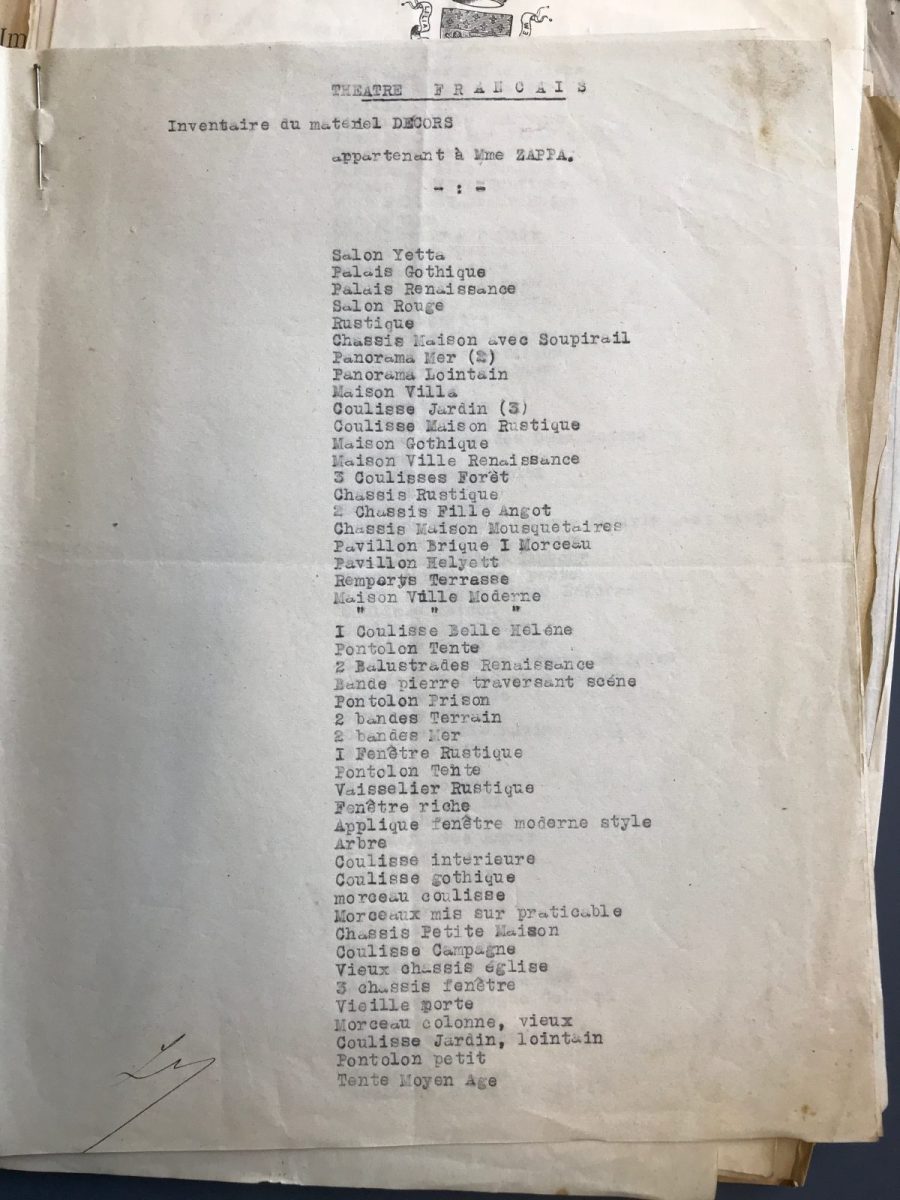 Im
THEATRE FRANCAIS
Inventaire du matériel DECORS
appartenant à Mme ZAPPA.
- : -
Salon Yetta
Palais Gothique
Palais Renaissance
Salon Rouge
Rustique
Chassis Maison avec Soupirail
Panorama Mer (2)
Panorama Lointain
Maison Villa
Coulisse Jardin (3)
Coulisse Maison Rustique
Maison Gothique
Maison Ville Renaissance
3 Coulisses Forêt
Chassis Rustique
2 Chassis Fille Angot
Chassis Maison Mousquetaires
Pavillon Brique I Morceau
Pavillon Helyett
Remparts Terrasse
Maison Ville Moderne
" " "
I Coulisse Belle Héléne
Pontolon Tente
2 Balustrades Renaissance
Bande pierre traversant scéne
Pontolon Prison
2 bandes Terrain
2 bandes Mer
I Fenêtre Rustique
Pontolon Tente
Vaisselier Rustique
Fenêtre riche
Applique fenêtre moderne style
Arbre
Coulisse intérieure
Coulisse gothique
morceau coulisse
Morceaux mis sur praticable
Chassis Petite Maison
Coulisse Campagne
Vieux chassis église
3 chassis fenêtre
Vieille porte
Morceau colonne, vieux
Coulisse Jardin, lointain
Pontolon petit
Tente Moyen Age